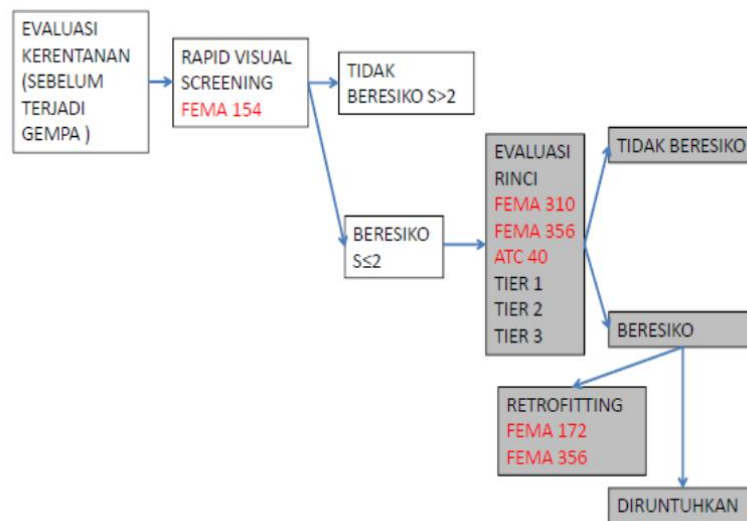 EVALUASI
KERENTANAN
(SEBELUM
TERJADI
GEMPA )
RAPID VISUAL
SCREENING
FEMA 154
TIDAK
BERESIKO S>2
BERESIKO
S≤2
EVALUASI
RINCI
FEMA 310
FEMA 356
ATC 40
TIER 1
TIER 2
TIER 3
TIDAK BERESIKO
BERESIKO
RETROFITTING
FEMA 172
FEMA 356
DIRUNTUHKAN